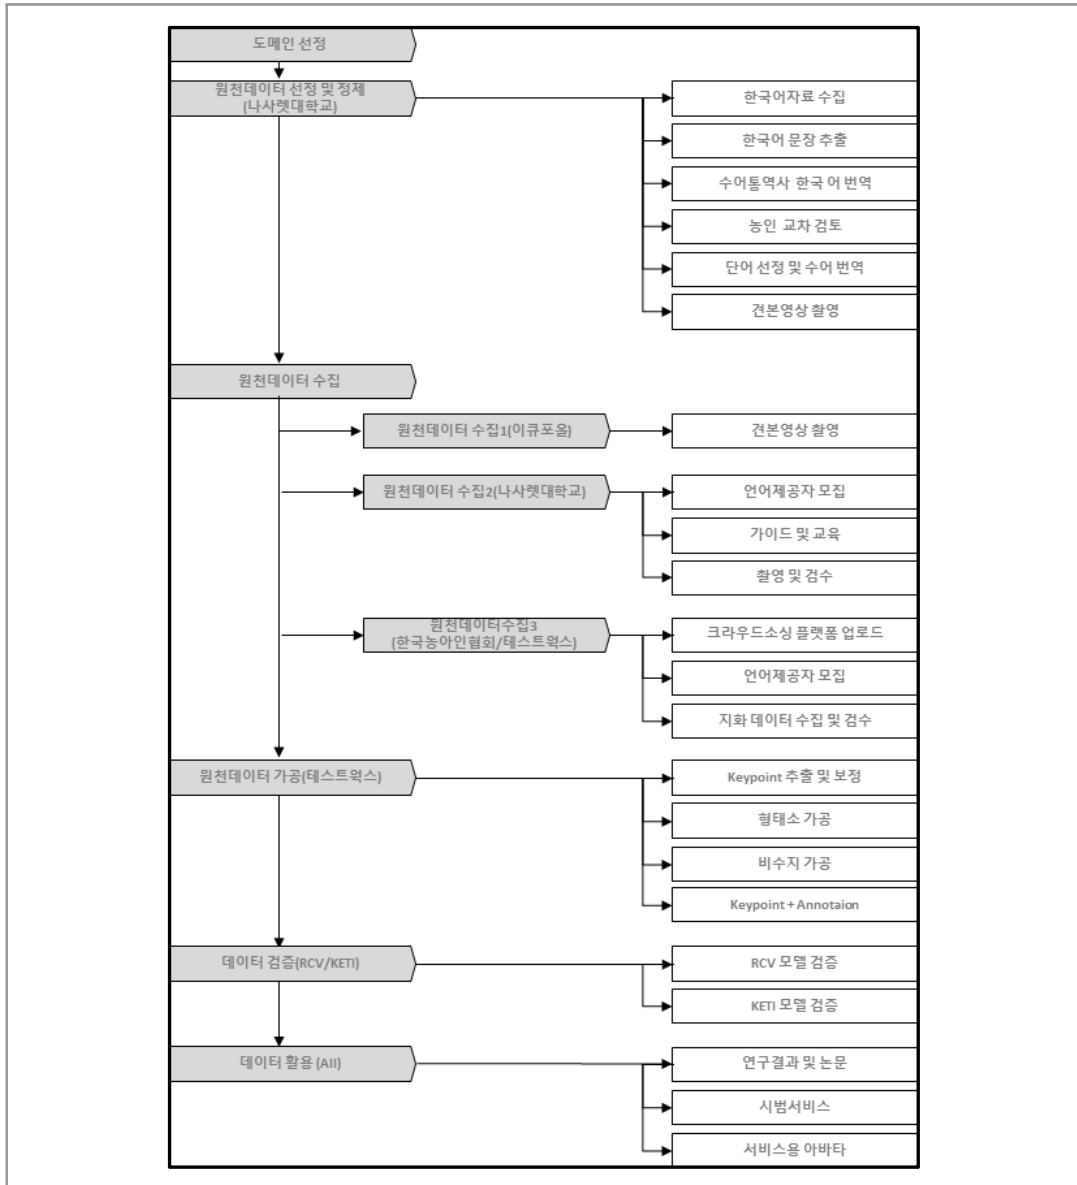 도메인 선정
원천데이터 선정 및 정제
(나사렛대학교)
한국어자료 수집
한국어 문장 추출
수어통역사 한국 어 번역
농인 교차 검토
단어 선정 및 수어 번역
견본영상 촬영
원천데이터 수집
원천데이터 수집1(이큐포올)
견본영상 촬영
원천데이터 수집2(나사렛대학교)
언어제공자 모집
가이드 및 교육
촬영 및 검수
원천데이터수집3
(한국농아인협회/테스트웍스)
크라우드소싱 플랫폼 업로드
언어제공자 모집
지화 데이터 수집 및 검수
원천데이터 가공(테스트웍스)
Keypoint 추출 및 보정
형태소 가공
비수지 가공
Keypoint + Annotaion
데이터 검증(RCV/KETI)
RCV 모델 검증
KETI 모델 검증
데이터 활용 (All)
연구결과 및 논문
시범서비스
서비스용 아바타